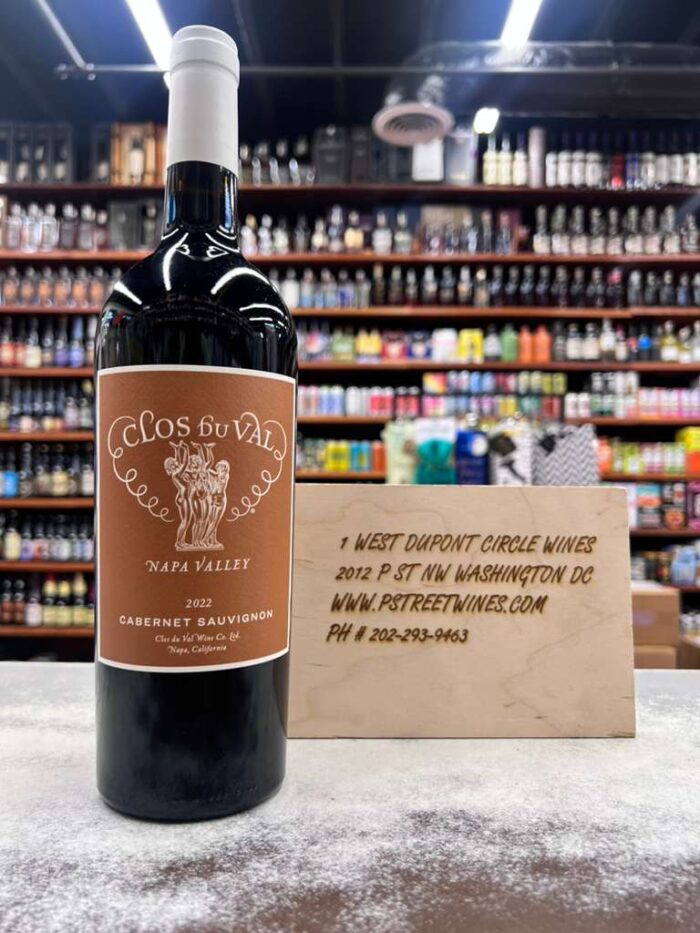 CLOS DU VAL
NAPA VALLEY
2022
CABERNET SAUVIGNON
Clos du Val Wine Co. Ltd.
Napa, California
1 WEST DUPONT CIRCLE WINES
2012 P ST NW WASHINGTON DC
WWW.PSTREETWINES.COM
PH # 202-293-9463